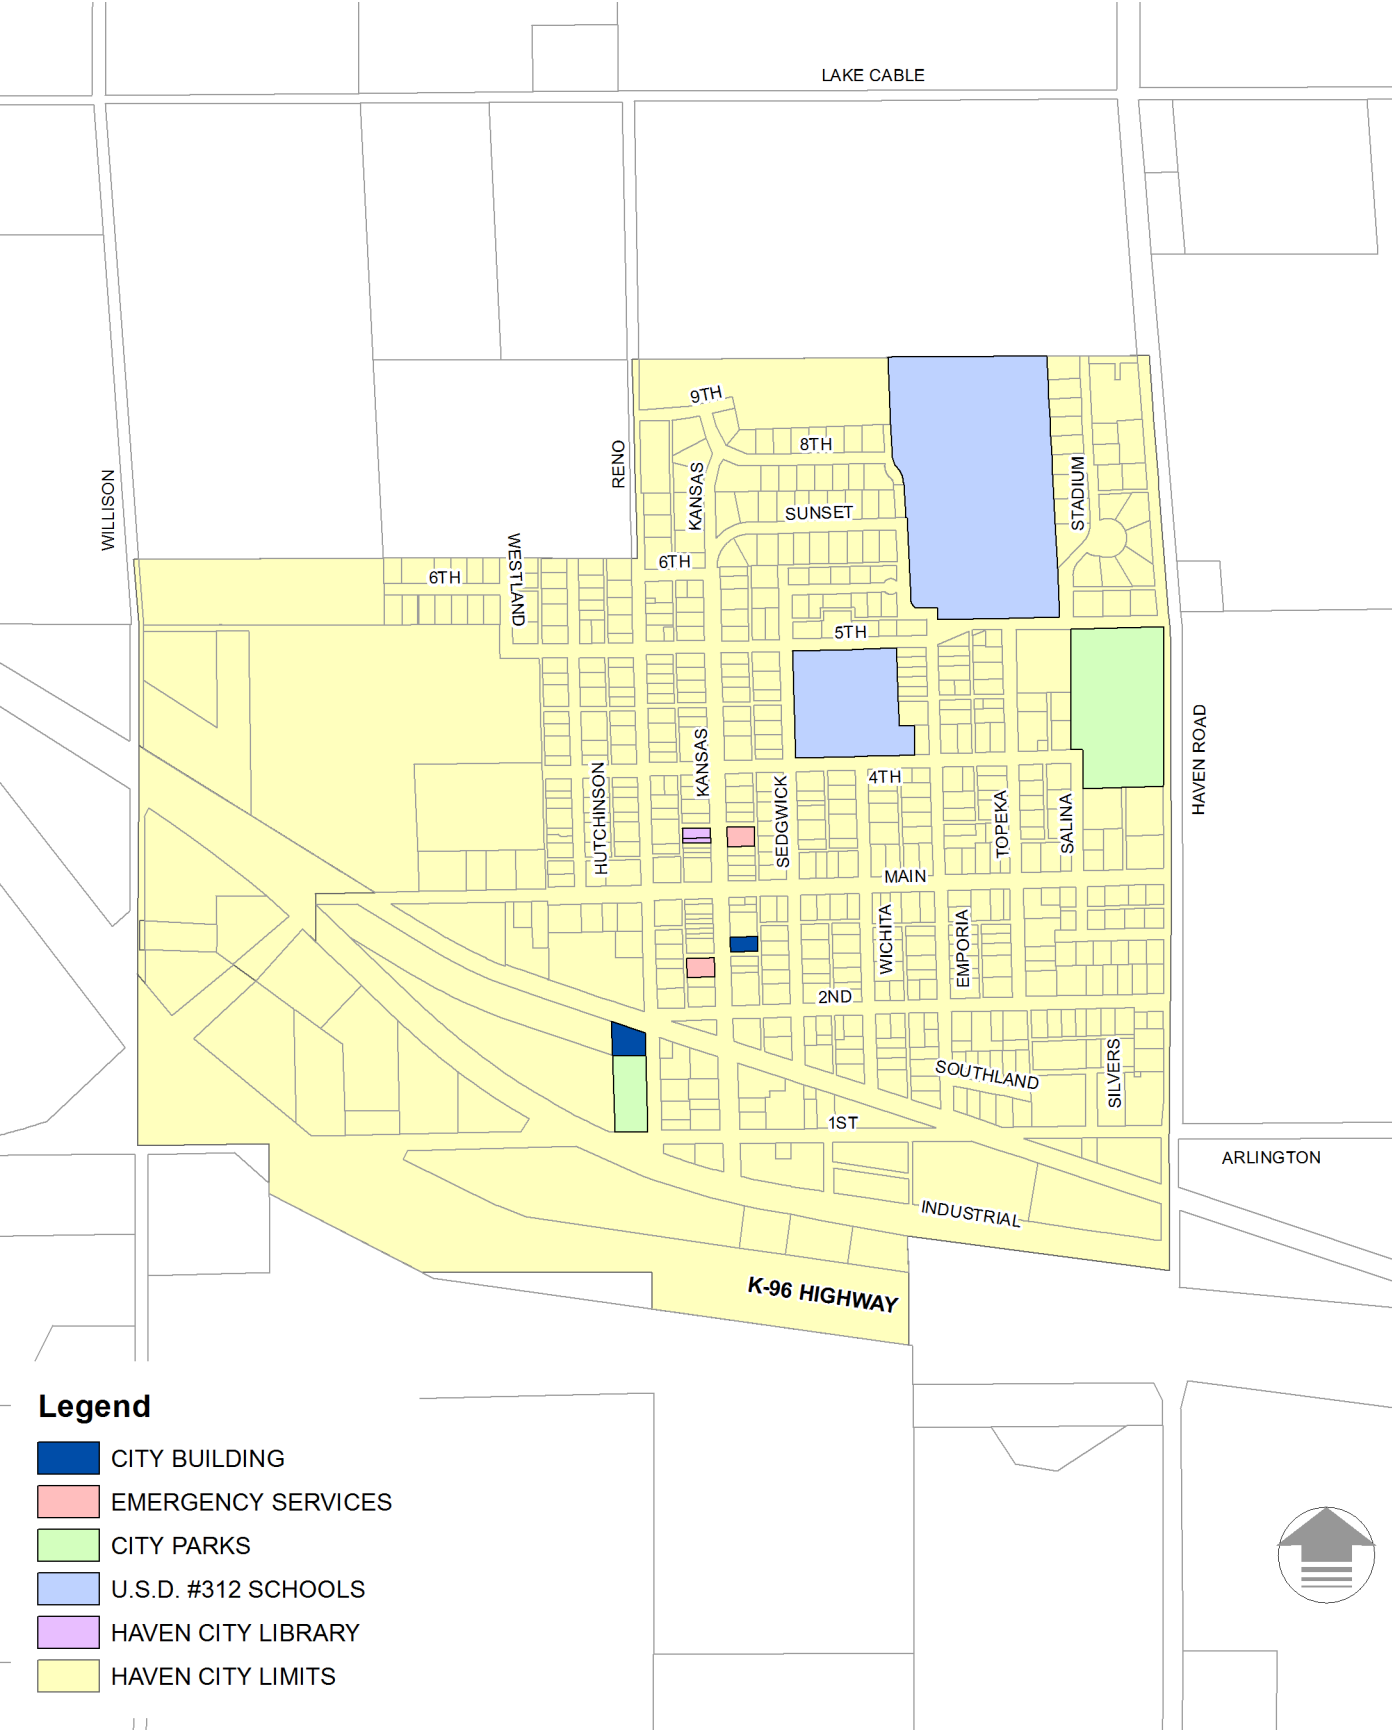 LAKE CABLE
9TH
8TH
RENO
KANSAS
STADIUM
WILLISON
SUNSET
WESTLAND
6TH
6TH
5TH
HAVEN ROAD
KANSAS
4TH
HUTCHINSON
SEDGWICK
TOPEKA
SALINA
MAIN
WICHITA
EMPORIA
2ND
SOUTHLAND
SILVERS
1ST
ARLINGTON
INDUSTRIAL
K-96 HIGHWAY
Legend
CITY BUILDING
EMERGENCY SERVICES
CITY PARKS
U.S.D. #312 SCHOOLS
HAVEN CITY LIBRARY
HAVEN CITY LIMITS